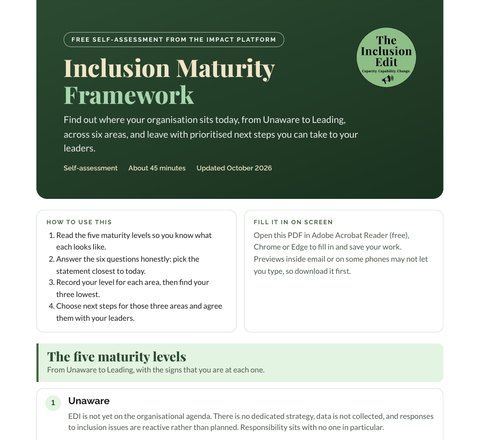 FREE SELF-ASSESSMENT FROM THE IMPACT PLATFORM
The
Inclusion
Edit
Capacity. Capability. Change.
Inclusion Maturity
Framework
Find out where your organisation sits today, from Unaware to Leading,
across six areas, and leave with prioritised next steps you can take to your
leaders.
Self-assessment About 45 minutes Updated October 2026
HOW TO USE THIS
1. Read the five maturity levels so you know what
each looks like.
2. Answer the six questions honestly: pick the
statement closest to today.
3. Record your level for each area, then find your
three lowest.
4. Choose next steps for those three areas and agree
them with your leaders.
FILL IT IN ON SCREEN
Open this PDF in Adobe Acrobat Reader (free),
Chrome or Edge to fill in and save your work.
Previews inside email or on some phones may not let
you type, so download it first.
The five maturity levels
From Unaware to Leading, with the signs that you are at each one.
1 Unaware
EDI is not yet on the organisational agenda. There is no dedicated strategy, data is not collected, and responses
to inclusion issues are reactive rather than planned. Responsibility sits with no one in particular.